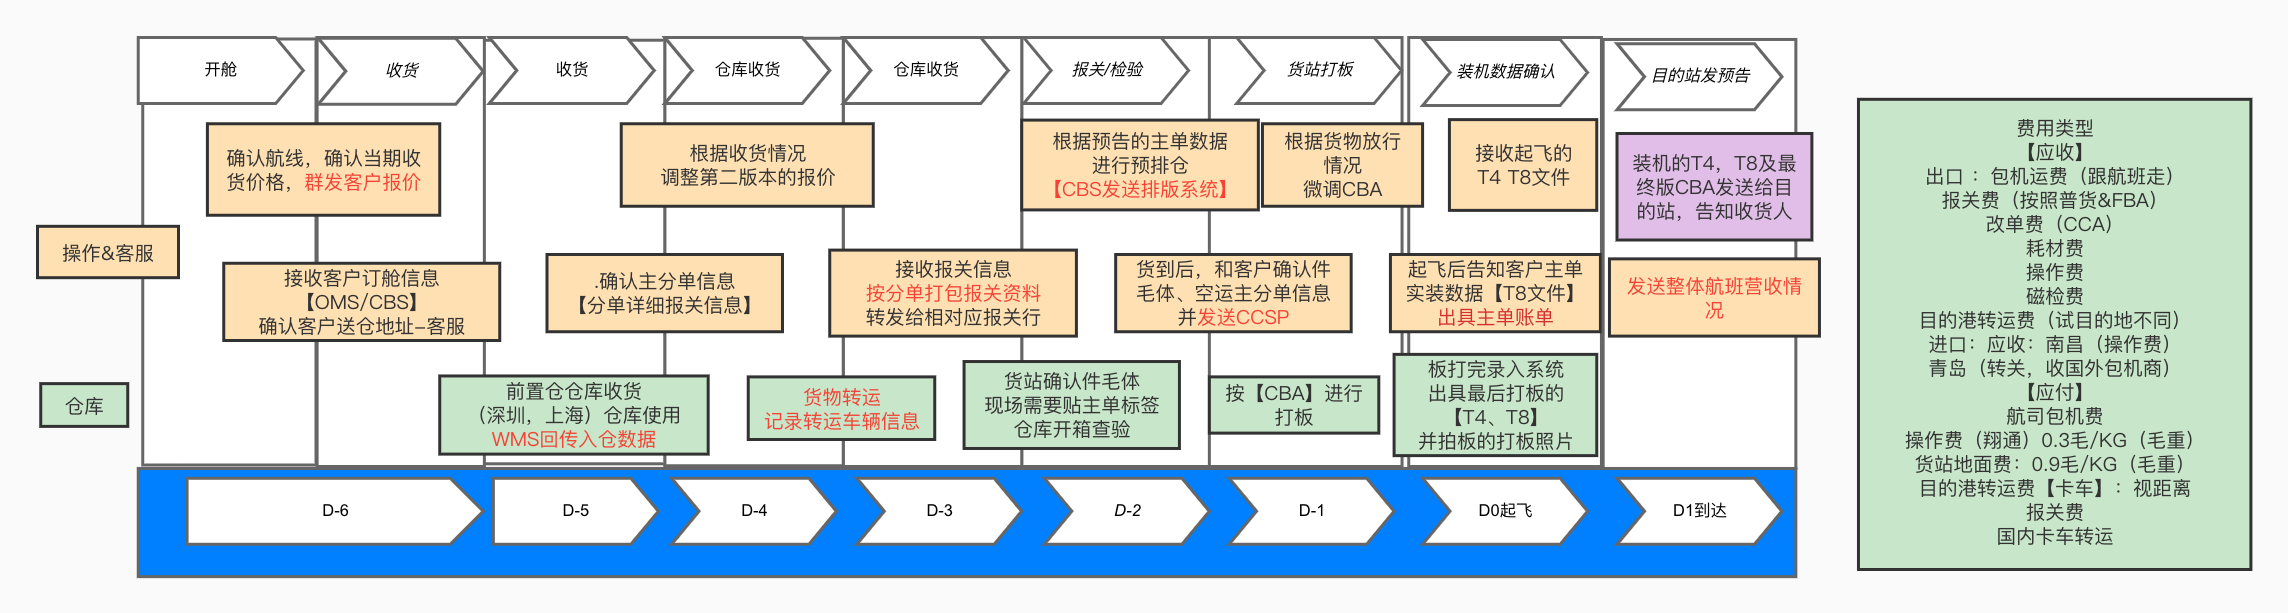 开舱
收货
收货
仓库收货
仓库收货
报关/检验
货站打板
装机数据确认
目的站发预告
操作&客服
确认航线，确认当期收
货价格，群发客户报价
根据收货情况
调整第二版本的报价
根据预告的主单数据
进行预排仓
【CBS发送排版系统】
根据货物放行
情况
微调CBA
接收起飞的
T4 T8文件
装机的T4，T8及最
终版CBA发送给目
的站，告知收货人
接收客户订舱信息
【OMS/CBS】
确认客户送仓地址-客服
.确认主分单信息
【分单详细报关信息】
接收报关信息
按分单打包报关资料
转发给相对应报关行
货到后，和客户确认件
毛体、空运主分单信息
并发送CCSP
起飞后告知客户主单
实装数据【T8文件】
出具主单账单
发送整体航班营收情
况
仓库
前置仓仓库收货
（深圳，上海）仓库使用
WMS回传入仓数据
货物转运
记录转运车辆信息
货站确认件毛体
现场需要贴主单标签
仓库开箱查验
按【CBA】进行
打板
板打完录入系统
出具最后打板的
【T4、T8】
并拍板的打板照片
D-6
D-5
D-4
D-3
D-2
D-1
D0起飞
D1到达
费用类型
【应收】
出口 ：包机运费（跟航班走）
报关费（按照普货&FBA）
改单费（CCA）
耗材费
操作费
磁检费
目的港转运费（试目的地不同）
进口：应收：南昌（操作费）
青岛（转关，收国外包机商）
【应付】
航司包机费
操作费（翔通）0.3毛/KG（毛重）
货站地面费：0.9毛/KG（毛重）
目的港转运费【卡车】：视距离
报关费
国内卡车转运